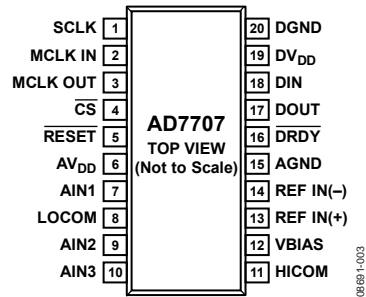 SCLK 1 20 DGND
MCLK IN 2 19 DVDD
MCLK OUT 3 18 DIN
CS 4 17 DOUT
RESET 5 16 DRDY
AVDD 6 15 AGND
AIN1 7 14 REF IN(–)
LOCOM 8 13 REF IN(+)
AIN2 9 12 VBIAS
AIN3 10 11 HICOM
AD7707
TOP VIEW
(Not to Scale)
08691-003